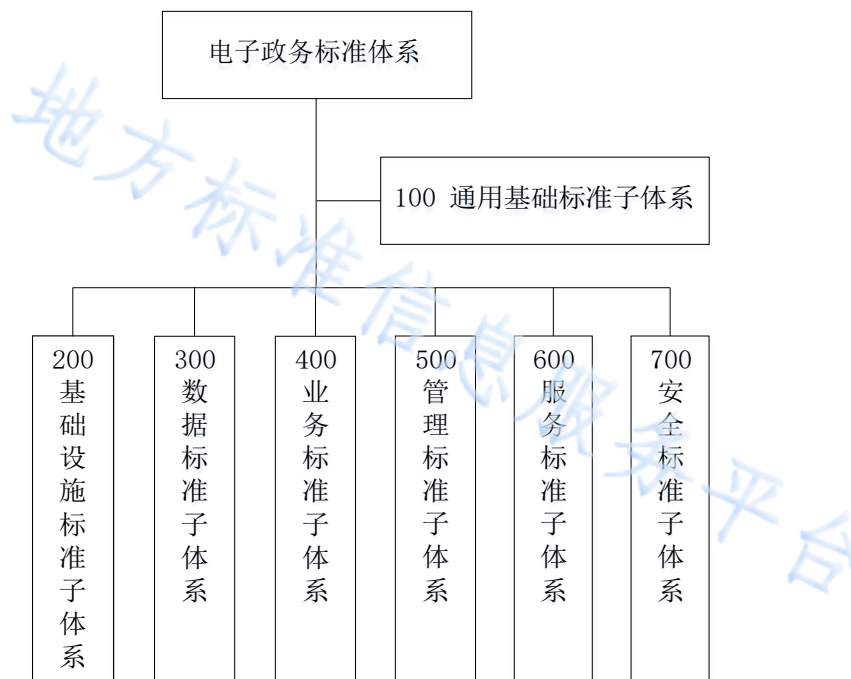 电子政务标准体系
100 通用基础标准子体系
200
基础设施标准子体系
300
数据标准子体系
400
业务标准子体系
500
管理标准子体系
600
服务标准子体系
700
安全标准子体系
地方标准信息服务平台